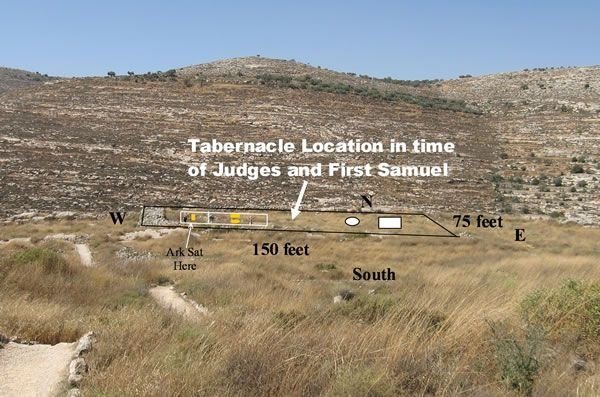 Tabernacle Location in time
of Judges and First Samuel
N
W
75 feet
E
Ark Sat
Here
150 feet
South